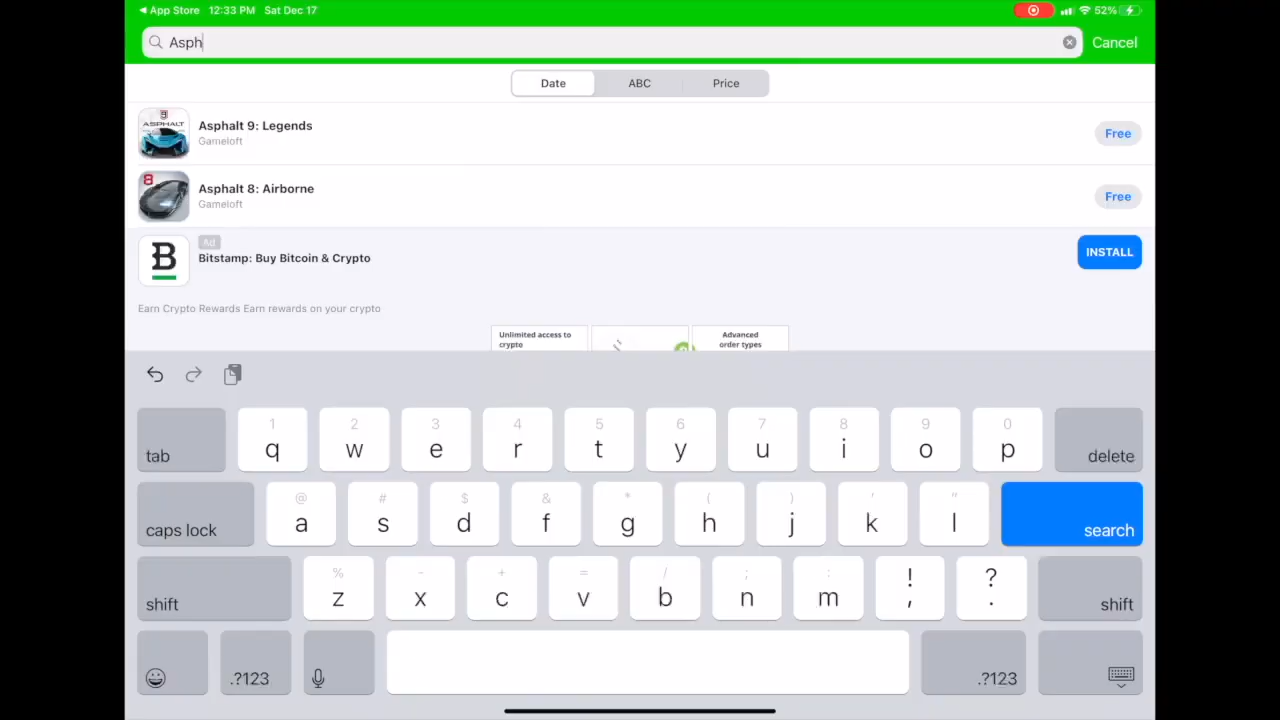 ◀ App Store 12:33 PM Sat Dec 17 52%
Asph Cancel
Date ABC Price
ASPHALT
Asphalt 9: Legends
Gameloft
Free
8
Asphalt 8: Airborne
Gameloft
Free
B
Ad
Bitstamp: Buy Bitcoin & Crypto
INSTALL
Earn Crypto Rewards Earn rewards on your crypto
Unlimited access to
crypto
Advanced
order types
1 2 3 4 5 6 7 8 9 0
tab q w e r t y u i o p delete
@ # $ & * ( ) ' "
caps lock a s d f g h j k l search
% - + = / ; : ! ?
shift z x c v b n m , . shift
.?123 .?123